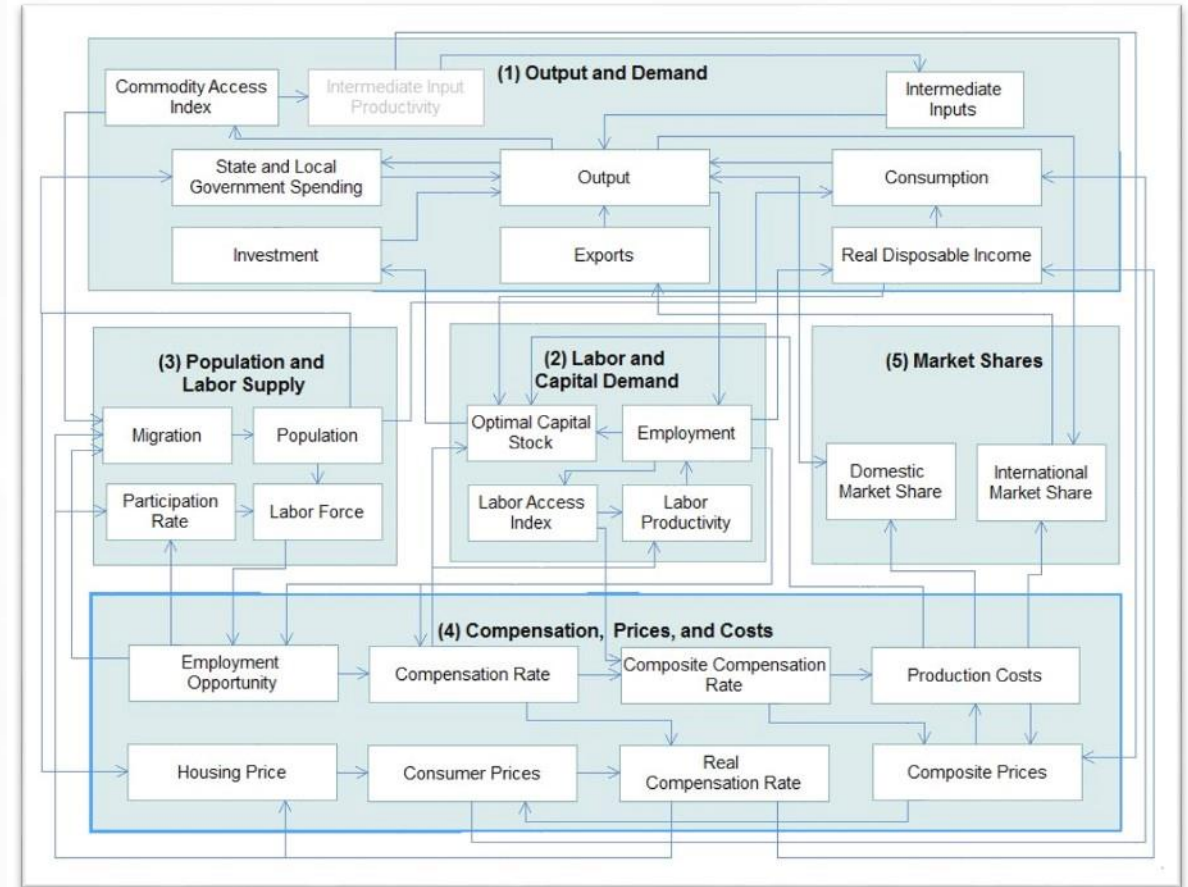 (1) Output and Demand
Commodity Access
Index
Intermediate Input
Productivity
Intermediate
Inputs
State and Local
Government Spending
Output
Consumption
Investment
Exports
Real Disposable Income
(3) Population and
Labor Supply
Migration
Population
Participation
Rate
Labor Force
(2) Labor and
Capital Demand
Optimal Capital
Stock
Employment
Labor Access
Index
Labor
Productivity
(5) Market Shares
Domestic
Market Share
International
Market Share
(4) Compensation, Prices, and Costs
Employment
Opportunity
Compensation Rate
Composite Compensation
Rate
Production Costs
Housing Price
Consumer Prices
Real
Compensation Rate
Composite Prices